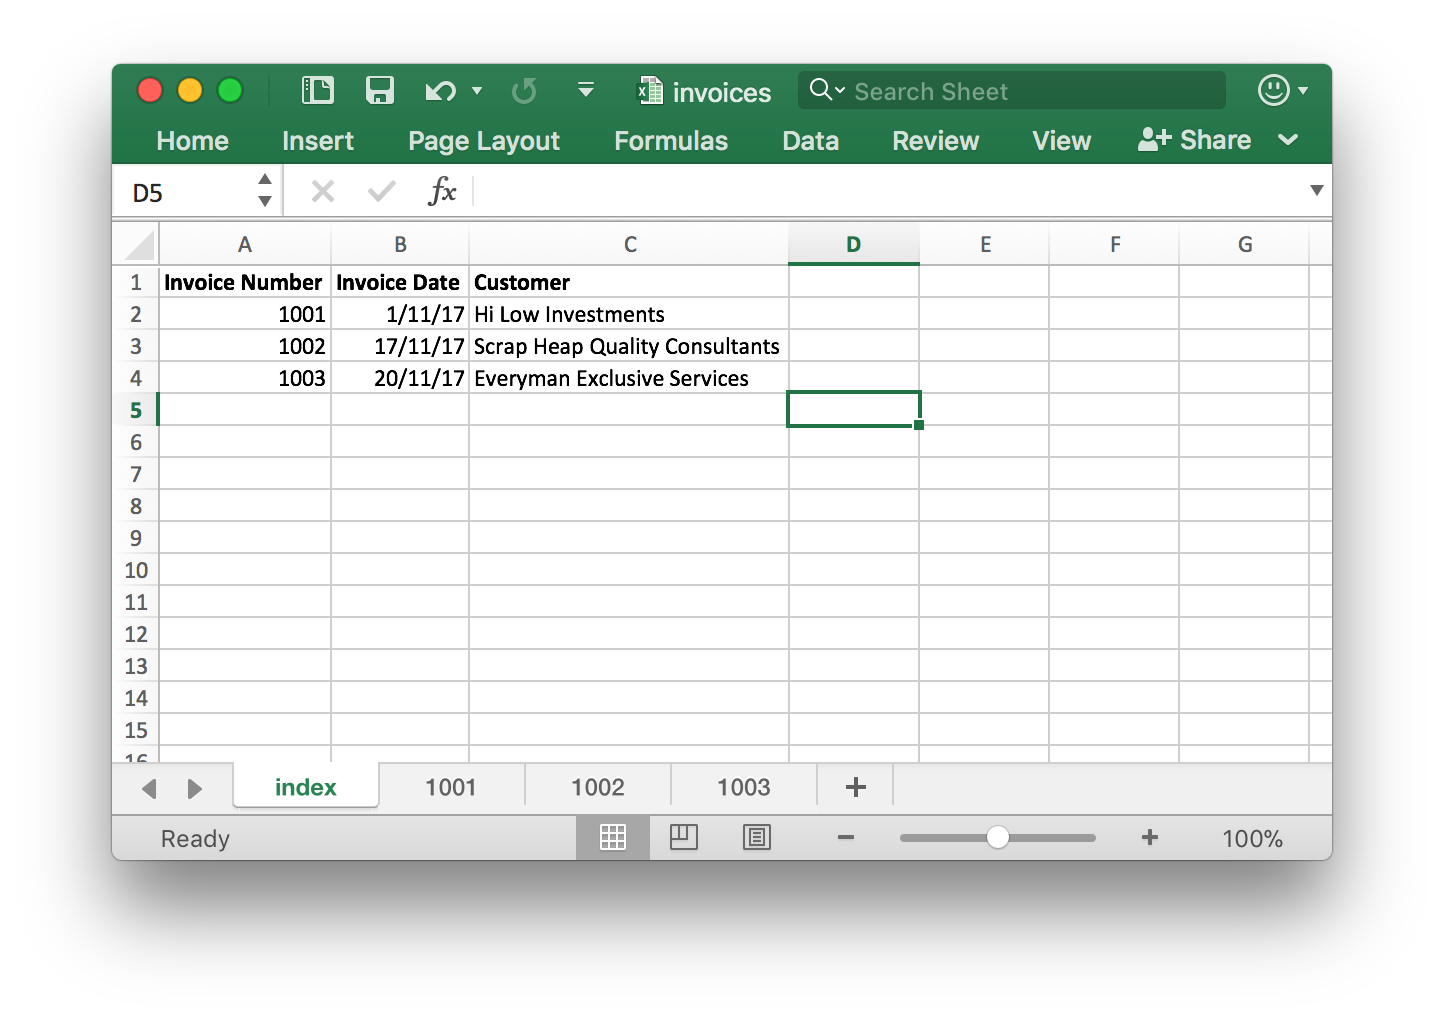 invoices Search Sheet
Home Insert Page Layout Formulas Data Review View Share
D5 fx
A B C D E F G
1 Invoice Number Invoice Date Customer
2 1001 1/11/17 Hi Low Investments
3 1002 17/11/17 Scrap Heap Quality Consultants
4 1003 20/11/17 Everyman Exclusive Services
5
6
7
8
9
10
11
12
13
14
15
16
index 1001 1002 1003 +
Ready 100%